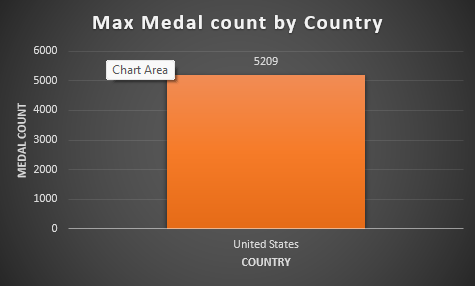 Max Medal count by Country
6000
5000
4000
3000
2000
1000
0
MEDAL COUNT
Chart Area
5209
United States
COUNTRY